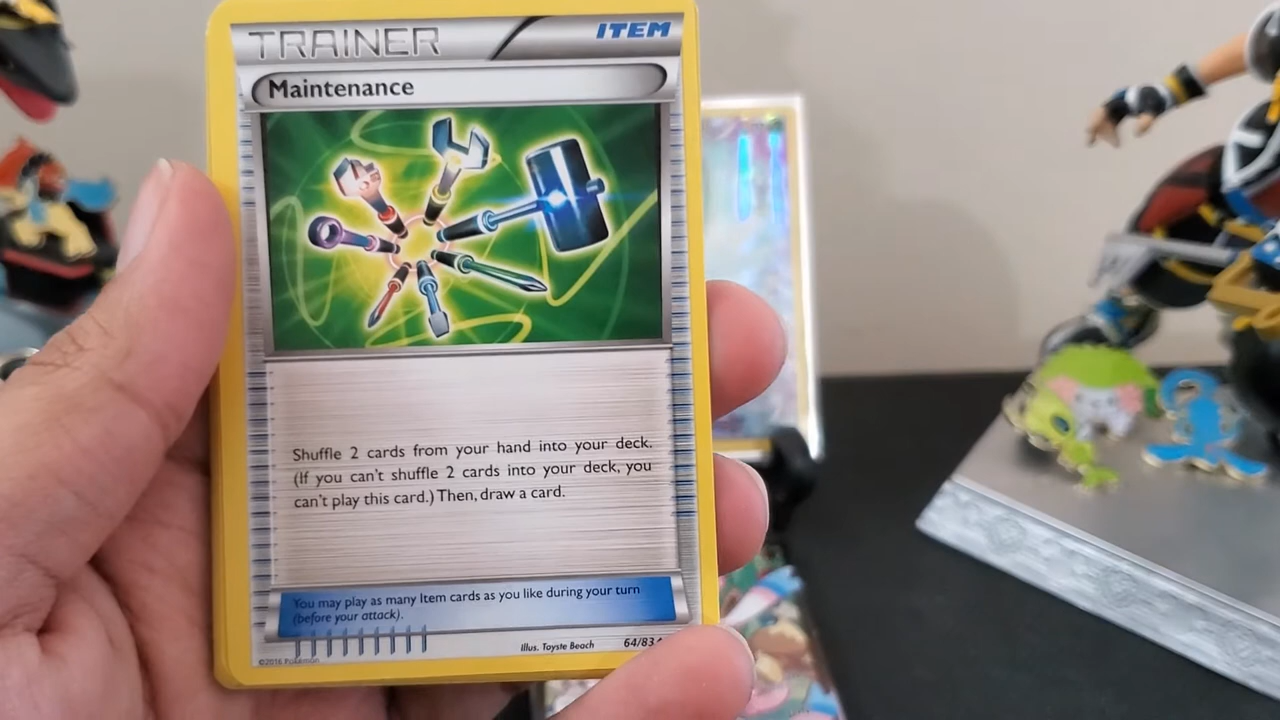 TRAINER
ITEM
Maintenance
Shuffle 2 cards from your hand into your deck.
(If you can't shuffle 2 cards into your deck, you
can't play this card.) Then, draw a card.
You may play as many Item cards as you like during your turn
(before your attack).
Illus. Toyste Beach 64/83
©2016 Pokémon